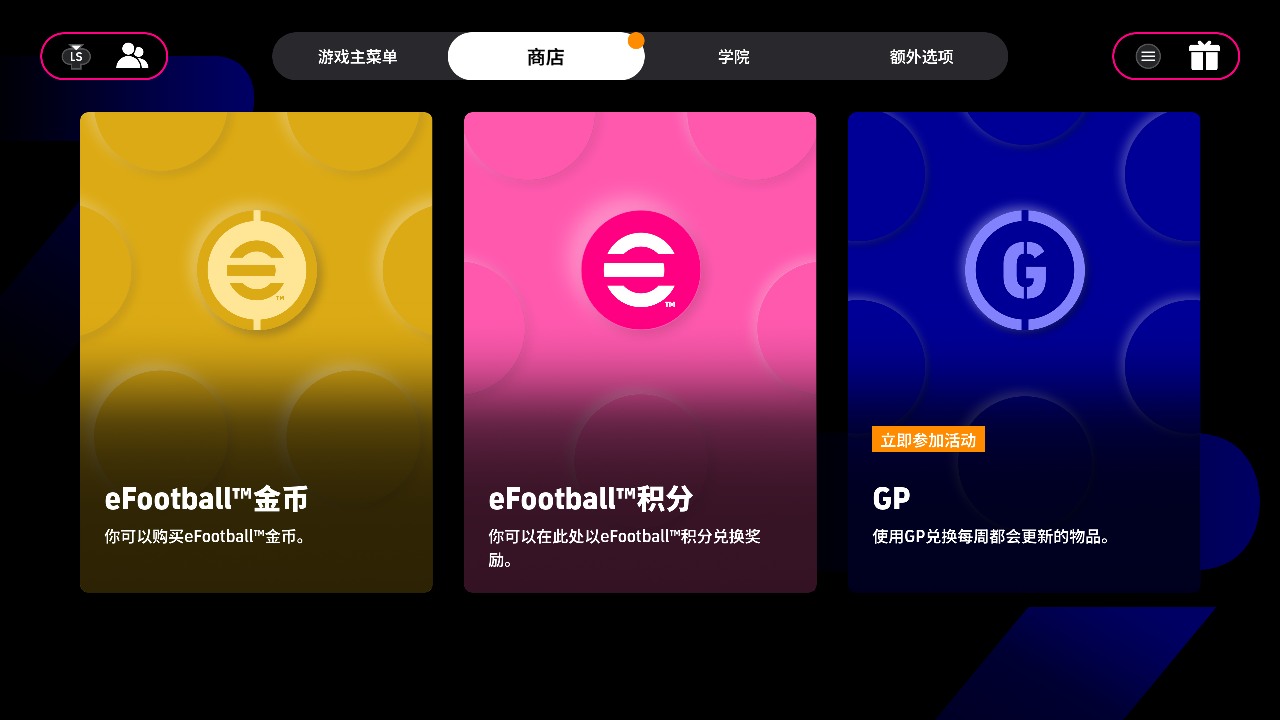 LS
游戏主菜单
商店
学院
额外选项
TM
TM
G
立即参加活动
eFootball™金币
你可以购买eFootball™金币。
eFootball™积分
你可以在此处以eFootball™积分兑换奖
励。
GP
使用GP兑换每周都会更新的物品。